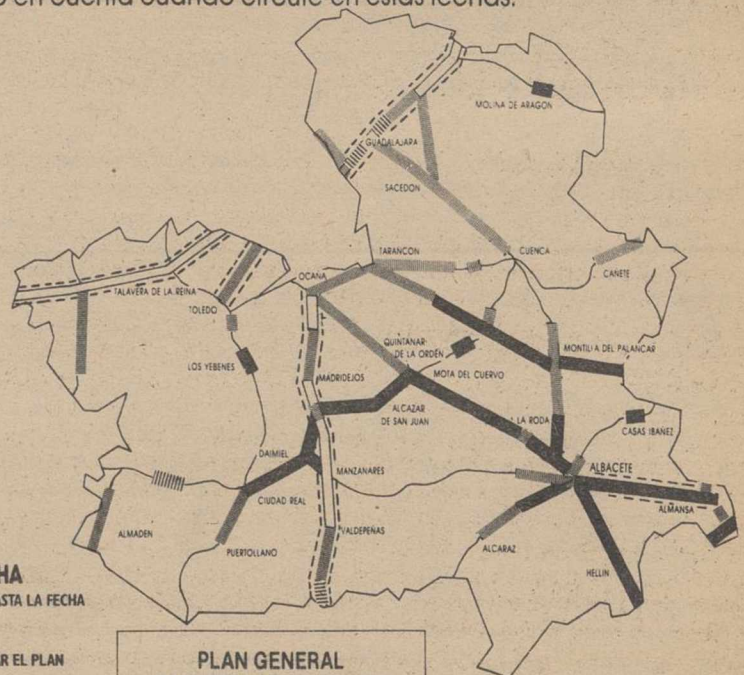 en cuenta cuando circule en estas fechas.
MOLINA DE ARAGON
GUADALAJARA
SACEDON
TARANCON
CUENCA
CAÑETE
OCAÑA
TALAVERA DE LA REINA
TOLEDO
QUINTANAR
DE LA ORDEN
MONTILLA DEL PALANCAR
LOS YEBENES
MADRIDEJOS
MOTA DEL CUERVO
ALCAZAR
DE SAN JUAN
LA RODA
CASAS IBAÑEZ
DAIMIEL
MANZANARES
ALBACETE
CIUDAD REAL
ALMANSA
ALMADEN
VALDEPEÑAS
PUERTOLLANO
ALCARAZ
HELLIN
HA
STA LA FECHA
R EL PLAN
PLAN GENERAL